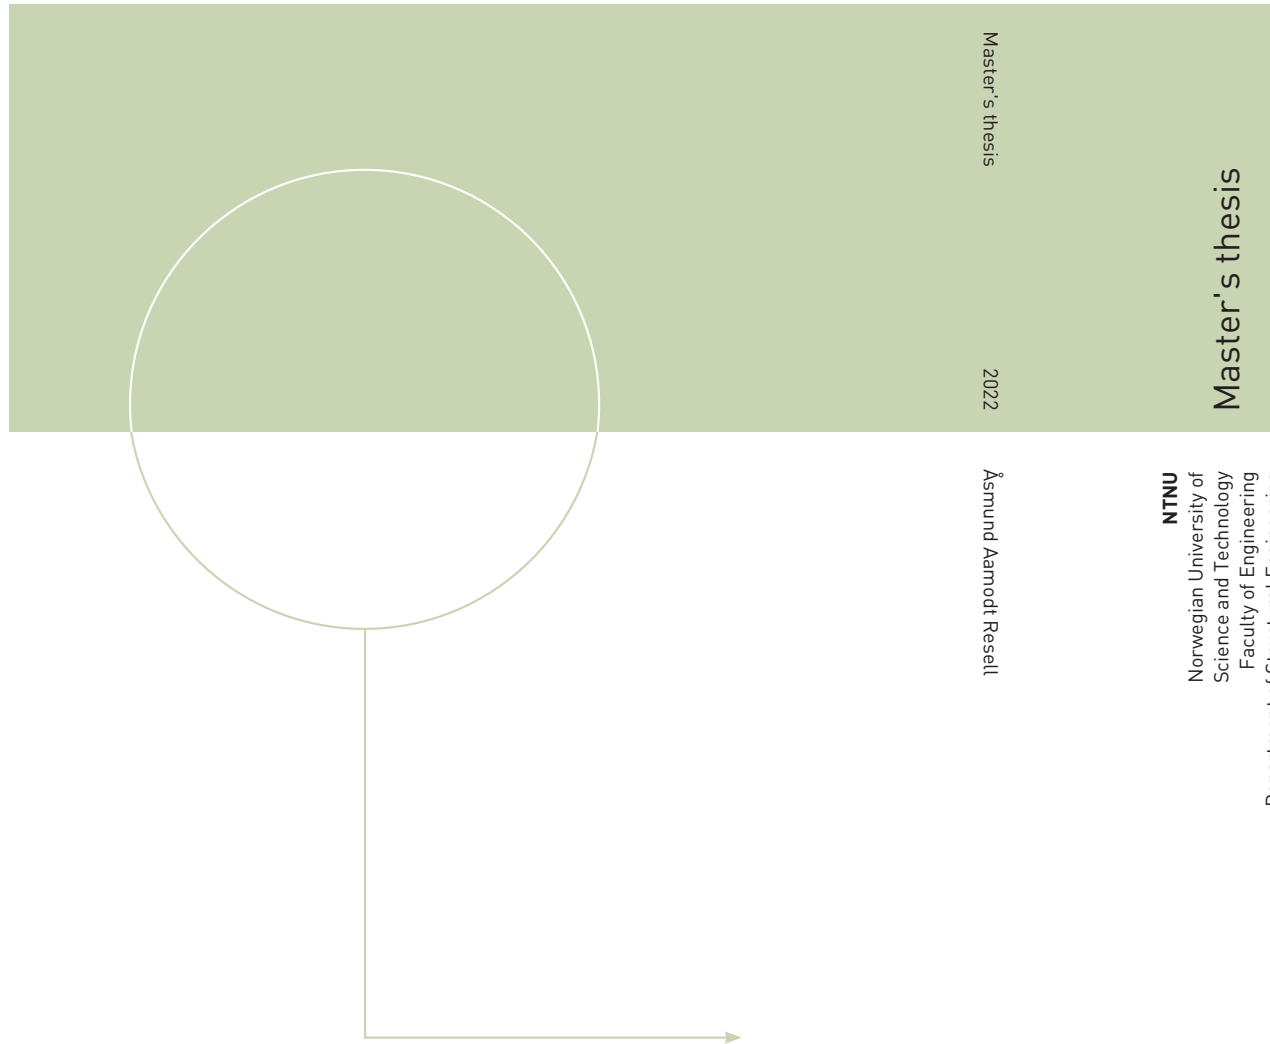 Master's thesis
2022
Åsmund Aamodt Resell
Master's thesis
NTNU
Norwegian University of
Science and Technology
Faculty of Engineering